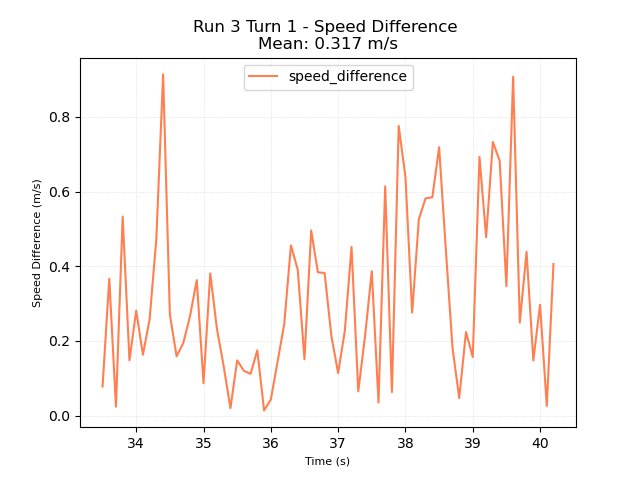 Run 3 Turn 1 - Speed Difference
Mean: 0.317 m/s
speed_difference
Speed Difference (m/s)
0.8
0.6
0.4
0.2
0.0
34 35 36 37 38 39 40
Time (s)